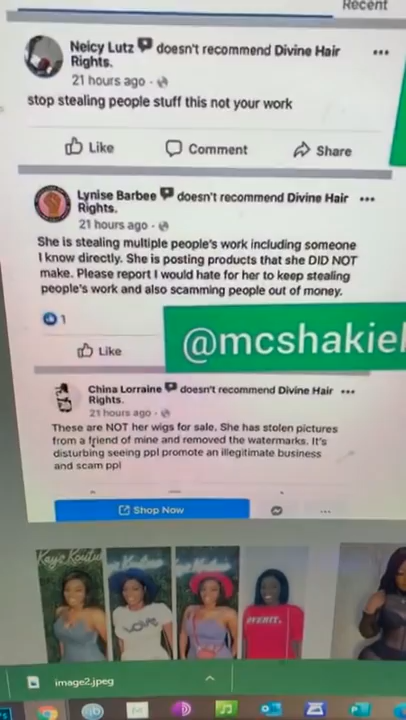 Recent
Neicy Lutz doesn't recommend Divine Hair
Rights.
21 hours ago ·
stop stealing people stuff this not your work
Like Comment Share
Lynise Barbee doesn't recommend Divine Hair
Rights.
21 hours ago ·
She is stealing multiple people's work including someone
I know directly. She is posting products that she DID NOT
make. Please report I would hate for her to keep stealing
people's work and also scamming people out of money.
1
@mcshakie
Like
China Lorraine doesn't recommend Divine Hair
Rights.
21 hours ago ·
These are NOT her wigs for sale. She has stolen pictures
from a friend of mine and removed the watermarks. It's
disturbing seeing ppl promote an illegitimate business
and scam ppl
Shop Now
LOVE
OVERIT.
image2.jpeg